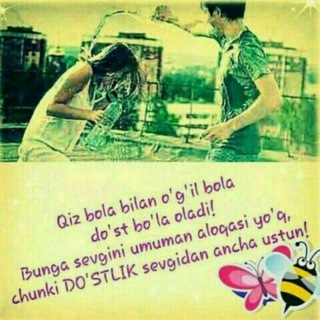 Qiz bola bilan o'g'il bola
do'st bo'la oladi!
Bunga sevgini umuman aloqasi yo'q,
chunki DO'STLIK sevgidan ancha ustun!